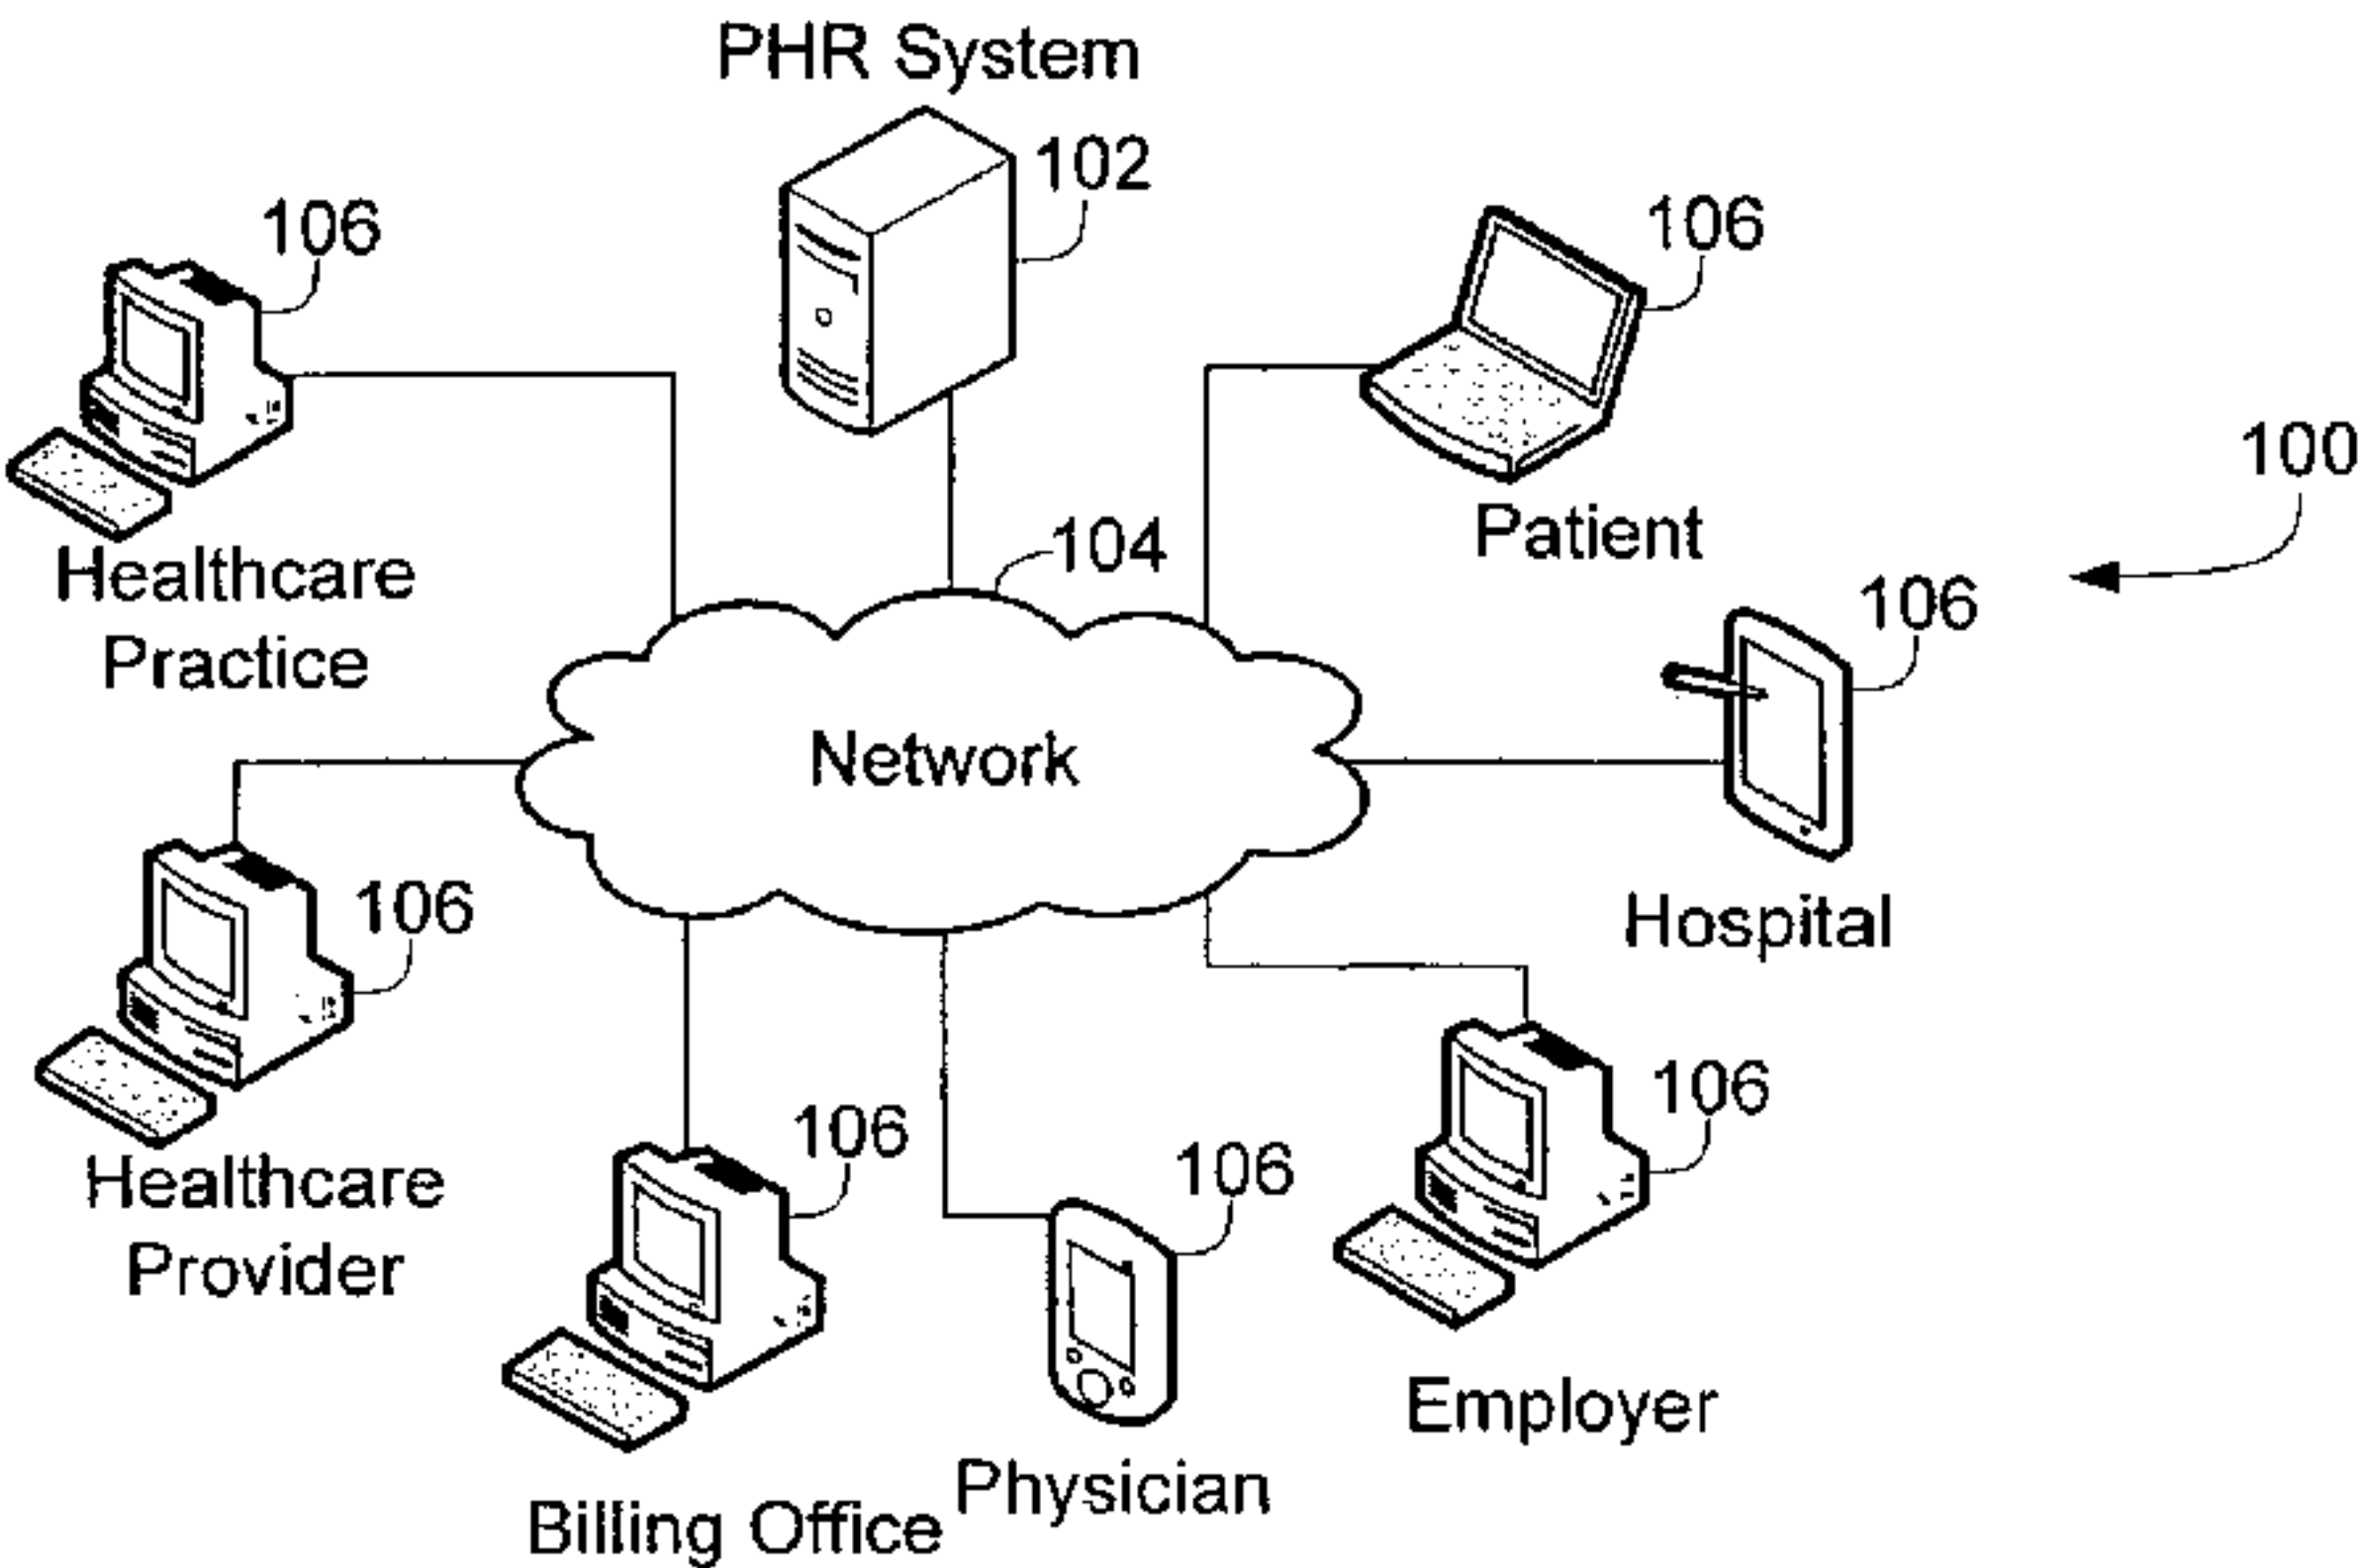 PHR System
102
106
106
Healthcare
Practice
104
Patient
100
106
Network
Hospital
106
Healthcare
Provider
106
106
106
Employer
Billing Office
Physician